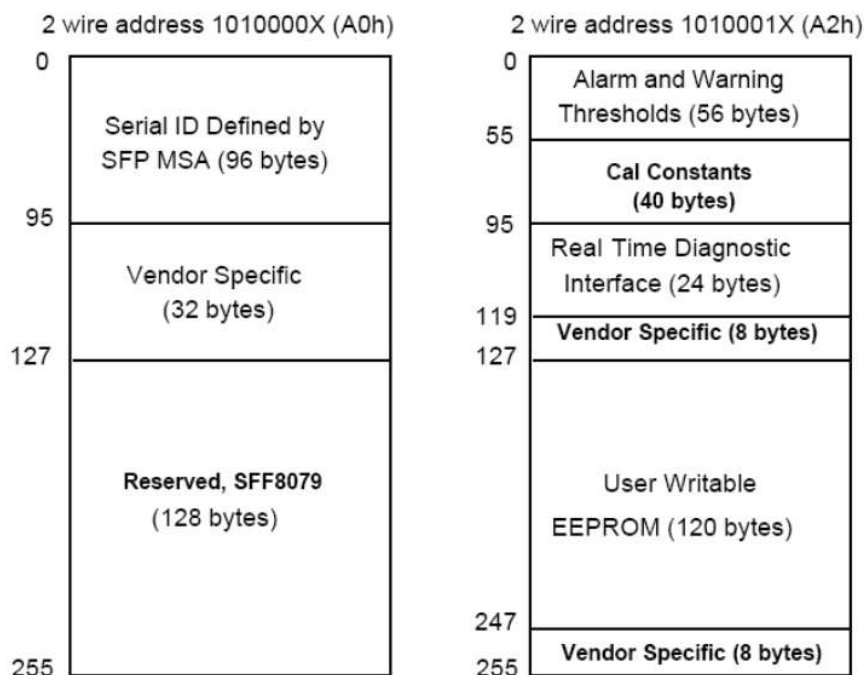 2 wire address 1010000X (A0h)
0
Serial ID Defined by
SFP MSA (96 bytes)
95
Vendor Specific
(32 bytes)
127
Reserved, SFF8079
(128 bytes)
255
2 wire address 1010001X (A2h)
0
Alarm and Warning
Thresholds (56 bytes)
55
Cal Constants
(40 bytes)
95
Real Time Diagnostic
Interface (24 bytes)
119
Vendor Specific (8 bytes)
127
User Writable
EEPROM (120 bytes)
247
Vendor Specific (8 bytes)
255